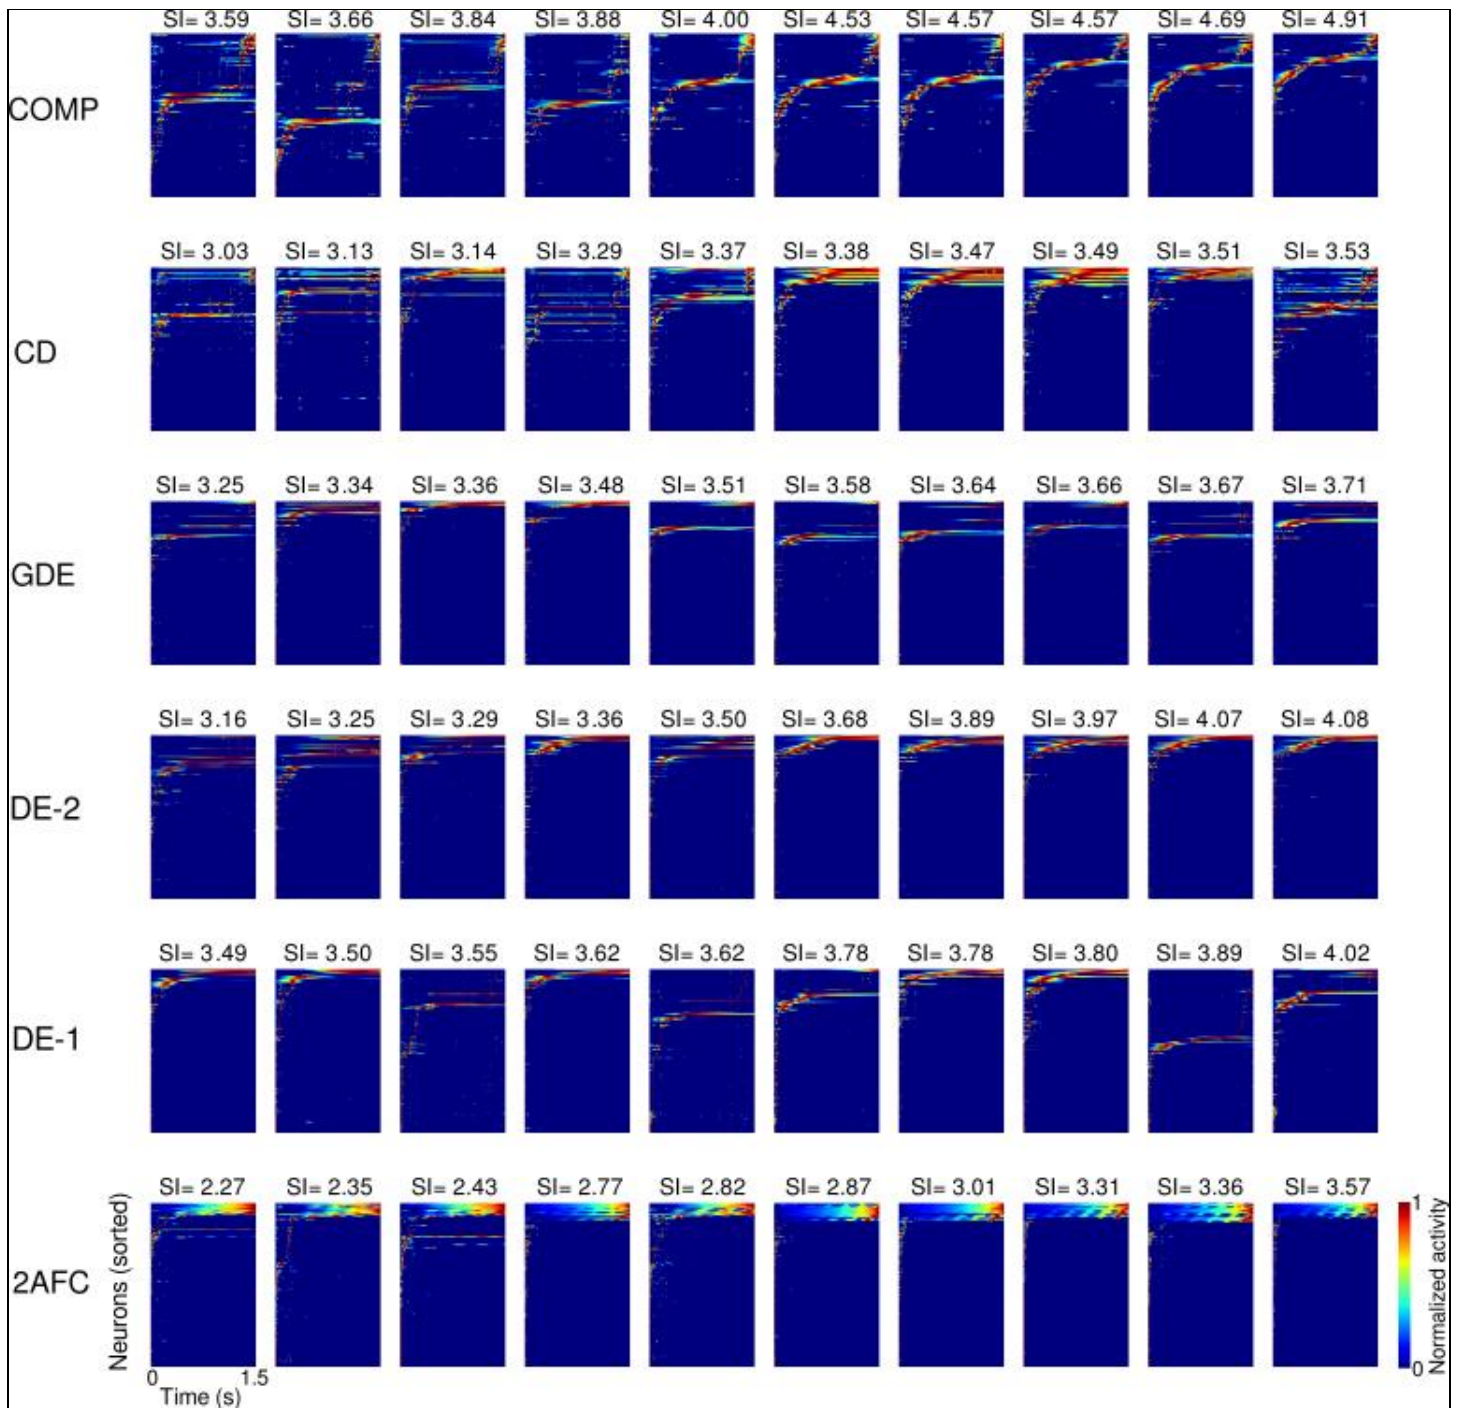 SI= 3.59 SI= 3.66 SI= 3.84 SI= 3.88 SI= 4.00 SI= 4.53 SI= 4.57 SI= 4.57 SI= 4.69 SI= 4.91
COMP
SI= 3.03 SI= 3.13 SI= 3.14 SI= 3.29 SI= 3.37 SI= 3.38 SI= 3.47 SI= 3.49 SI= 3.51 SI= 3.53
CD
SI= 3.25 SI= 3.34 SI= 3.36 SI= 3.48 SI= 3.51 SI= 3.58 SI= 3.64 SI= 3.66 SI= 3.67 SI= 3.71
GDE
SI= 3.16 SI= 3.25 SI= 3.29 SI= 3.36 SI= 3.50 SI= 3.68 SI= 3.89 SI= 3.97 SI= 4.07 SI= 4.08
DE-2
SI= 3.49 SI= 3.50 SI= 3.55 SI= 3.62 SI= 3.62 SI= 3.78 SI= 3.78 SI= 3.80 SI= 3.89 SI= 4.02
DE-1
SI= 2.27 SI= 2.35 SI= 2.43 SI= 2.77 SI= 2.82 SI= 2.87 SI= 3.01 SI= 3.31 SI= 3.36 SI= 3.57
2AFC
Neurons (sorted)
0 1.5
Time (s)
1
0
Normalized activity